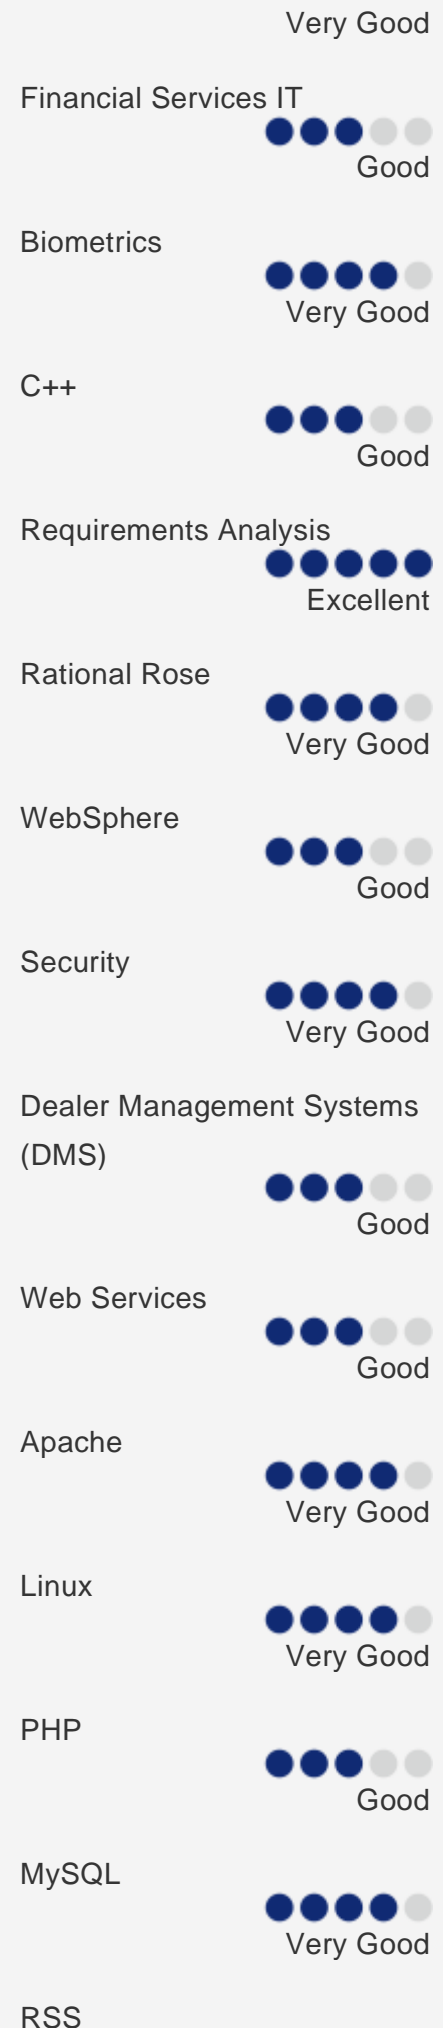 Very Good
Financial Services IT
Good
Biometrics
Very Good
C++
Good
Requirements Analysis
Excellent
Rational Rose
Very Good
WebSphere
Good
Security
Very Good
Dealer Management Systems
(DMS)
Good
Web Services
Good
Apache
Very Good
Linux
Very Good
PHP
Good
MySQL
Very Good
RSS